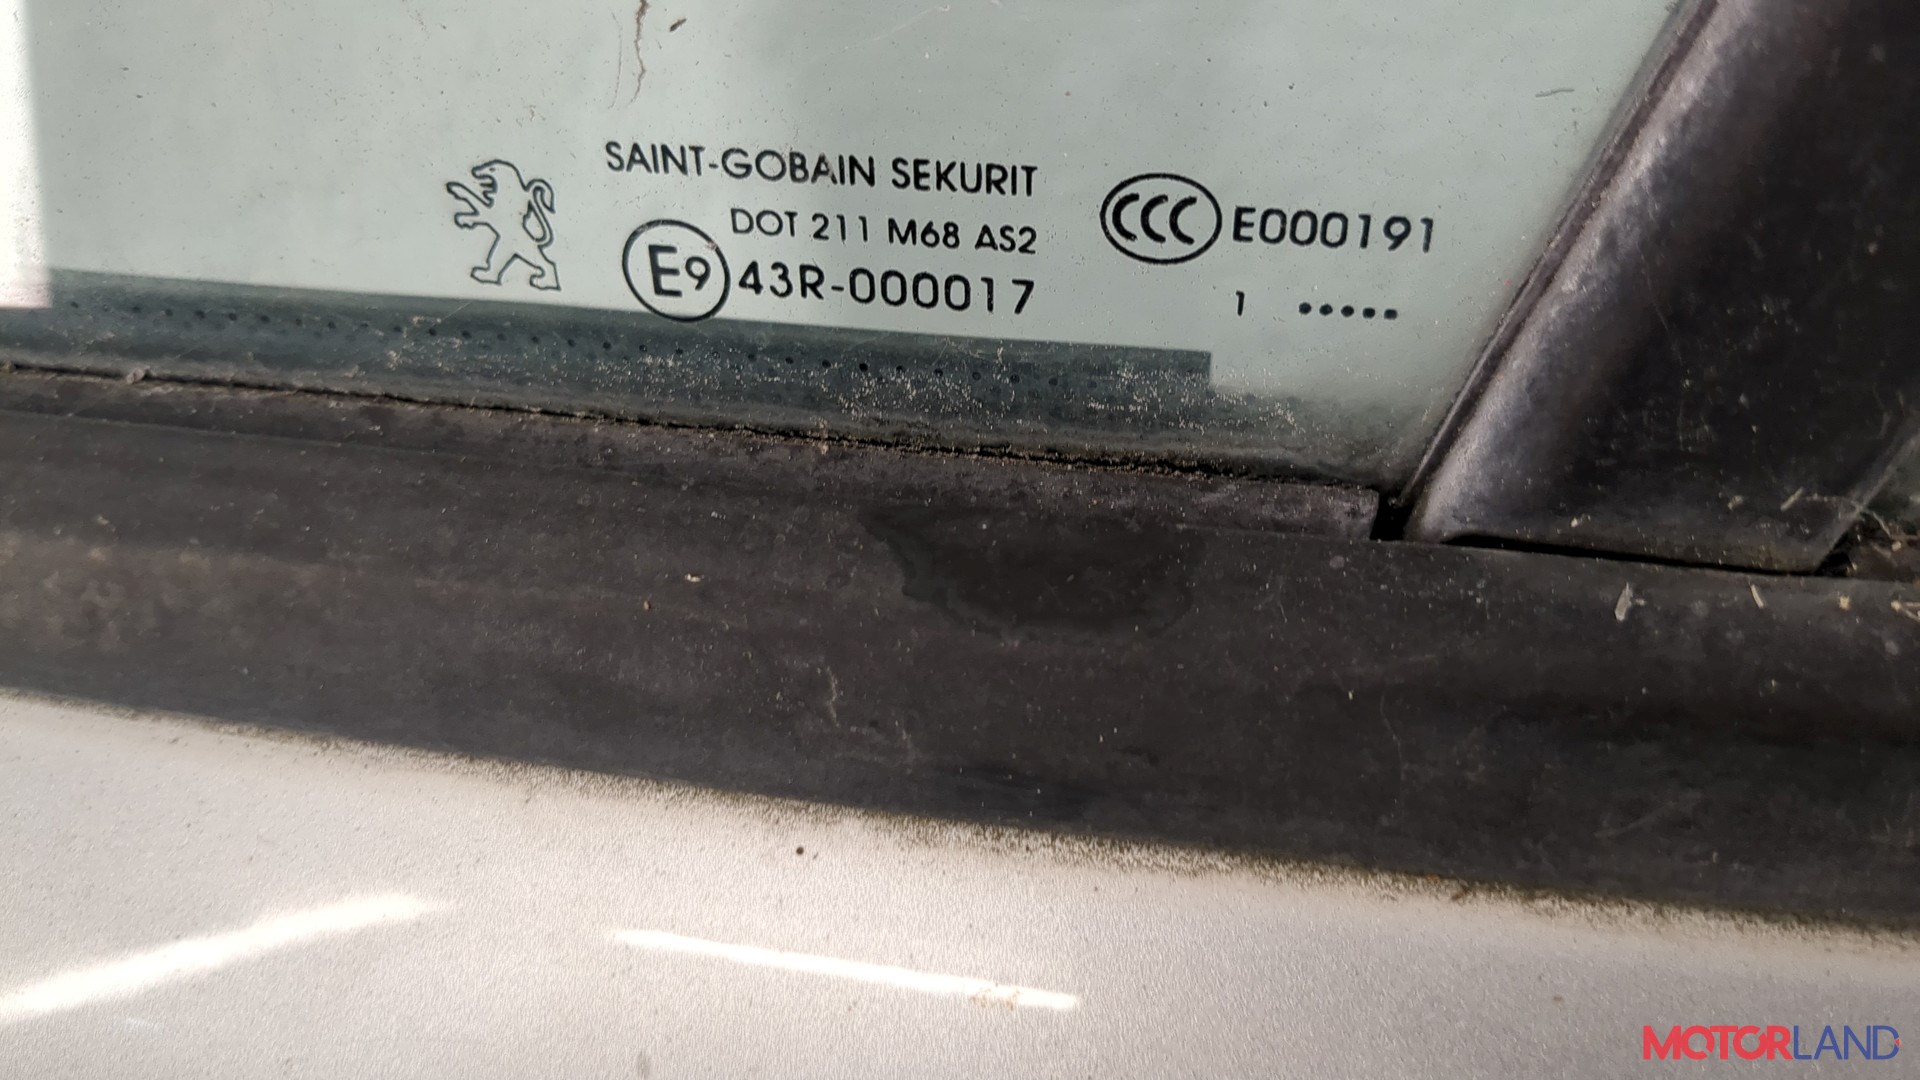 SAINT-GOBAIN SEKURIT
DOT 211 M68 AS2
E9 43R-000017
CCC E000191
1 •••••
MOTORLAND